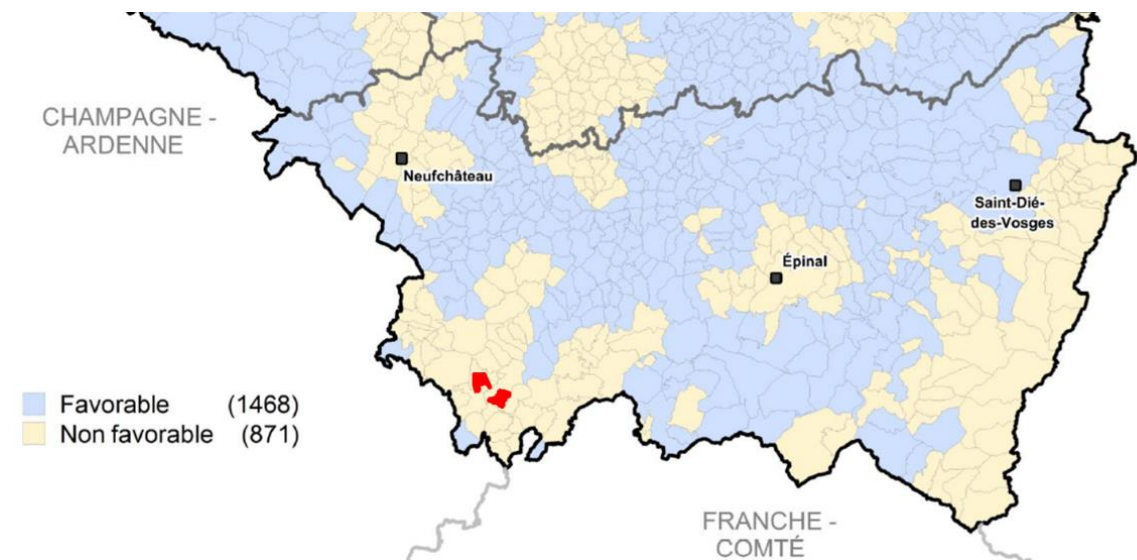 CHAMPAGNE -
ARDENNE
Neufchâteau
Saint-Dié-
des-Vosges
Épinal
Favorable (1468)
Non favorable (871)
FRANCHE -
COMTÉ